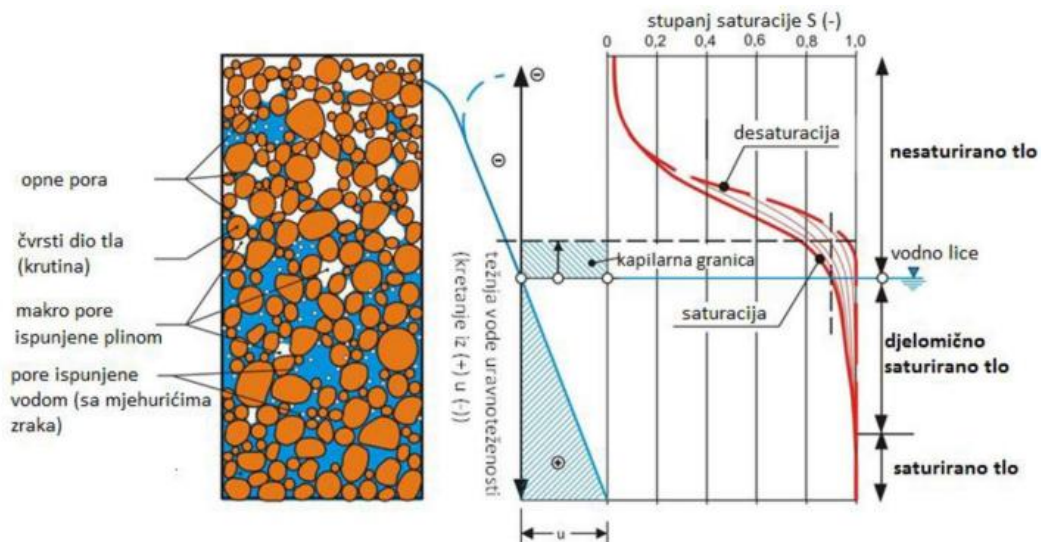 stupanj saturacije S (-)
0
0,2
0,4
0,6
0,8
1,0
opne pora
čvrsti dio tla
(krutina)
makro pore
ispunjene plinom
pore ispunjene
vodom (sa mjehurićima
zraka)
težnja vode uravnoteženosti
(kretanje iz (+) u (-))
u
desaturacija
kapilarna granica
saturacija
nesaturirano tlo
vodno lice
djelomično
saturirano tlo
saturirano tlo